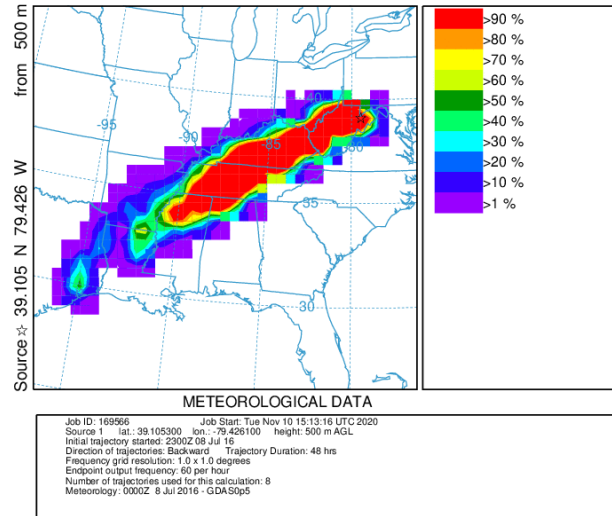 Source ☆ 39.105 N 79.426 W from 500 m
-95
-90
-85
-80
40
35
30
>90 %
>80 %
>70 %
>60 %
>50 %
>40 %
>30 %
>20 %
>10 %
>1 %
METEOROLOGICAL DATA
Job ID: 169566 Job Start: Tue Nov 10 15:13:16 UTC 2020
Source 1 lat.: 39.105300 lon.: -79.426100 height: 500 m AGL
Initial trajectory started: 2300Z 08 Jul 16
Direction of trajectories: Backward Trajectory Duration: 48 hrs
Frequency grid resolution: 1.0 x 1.0 degrees
Endpoint output frequency: 60 per hour
Number of trajectories used for this calculation: 8
Meteorology: 0000Z 8 Jul 2016 - GDAS0p5